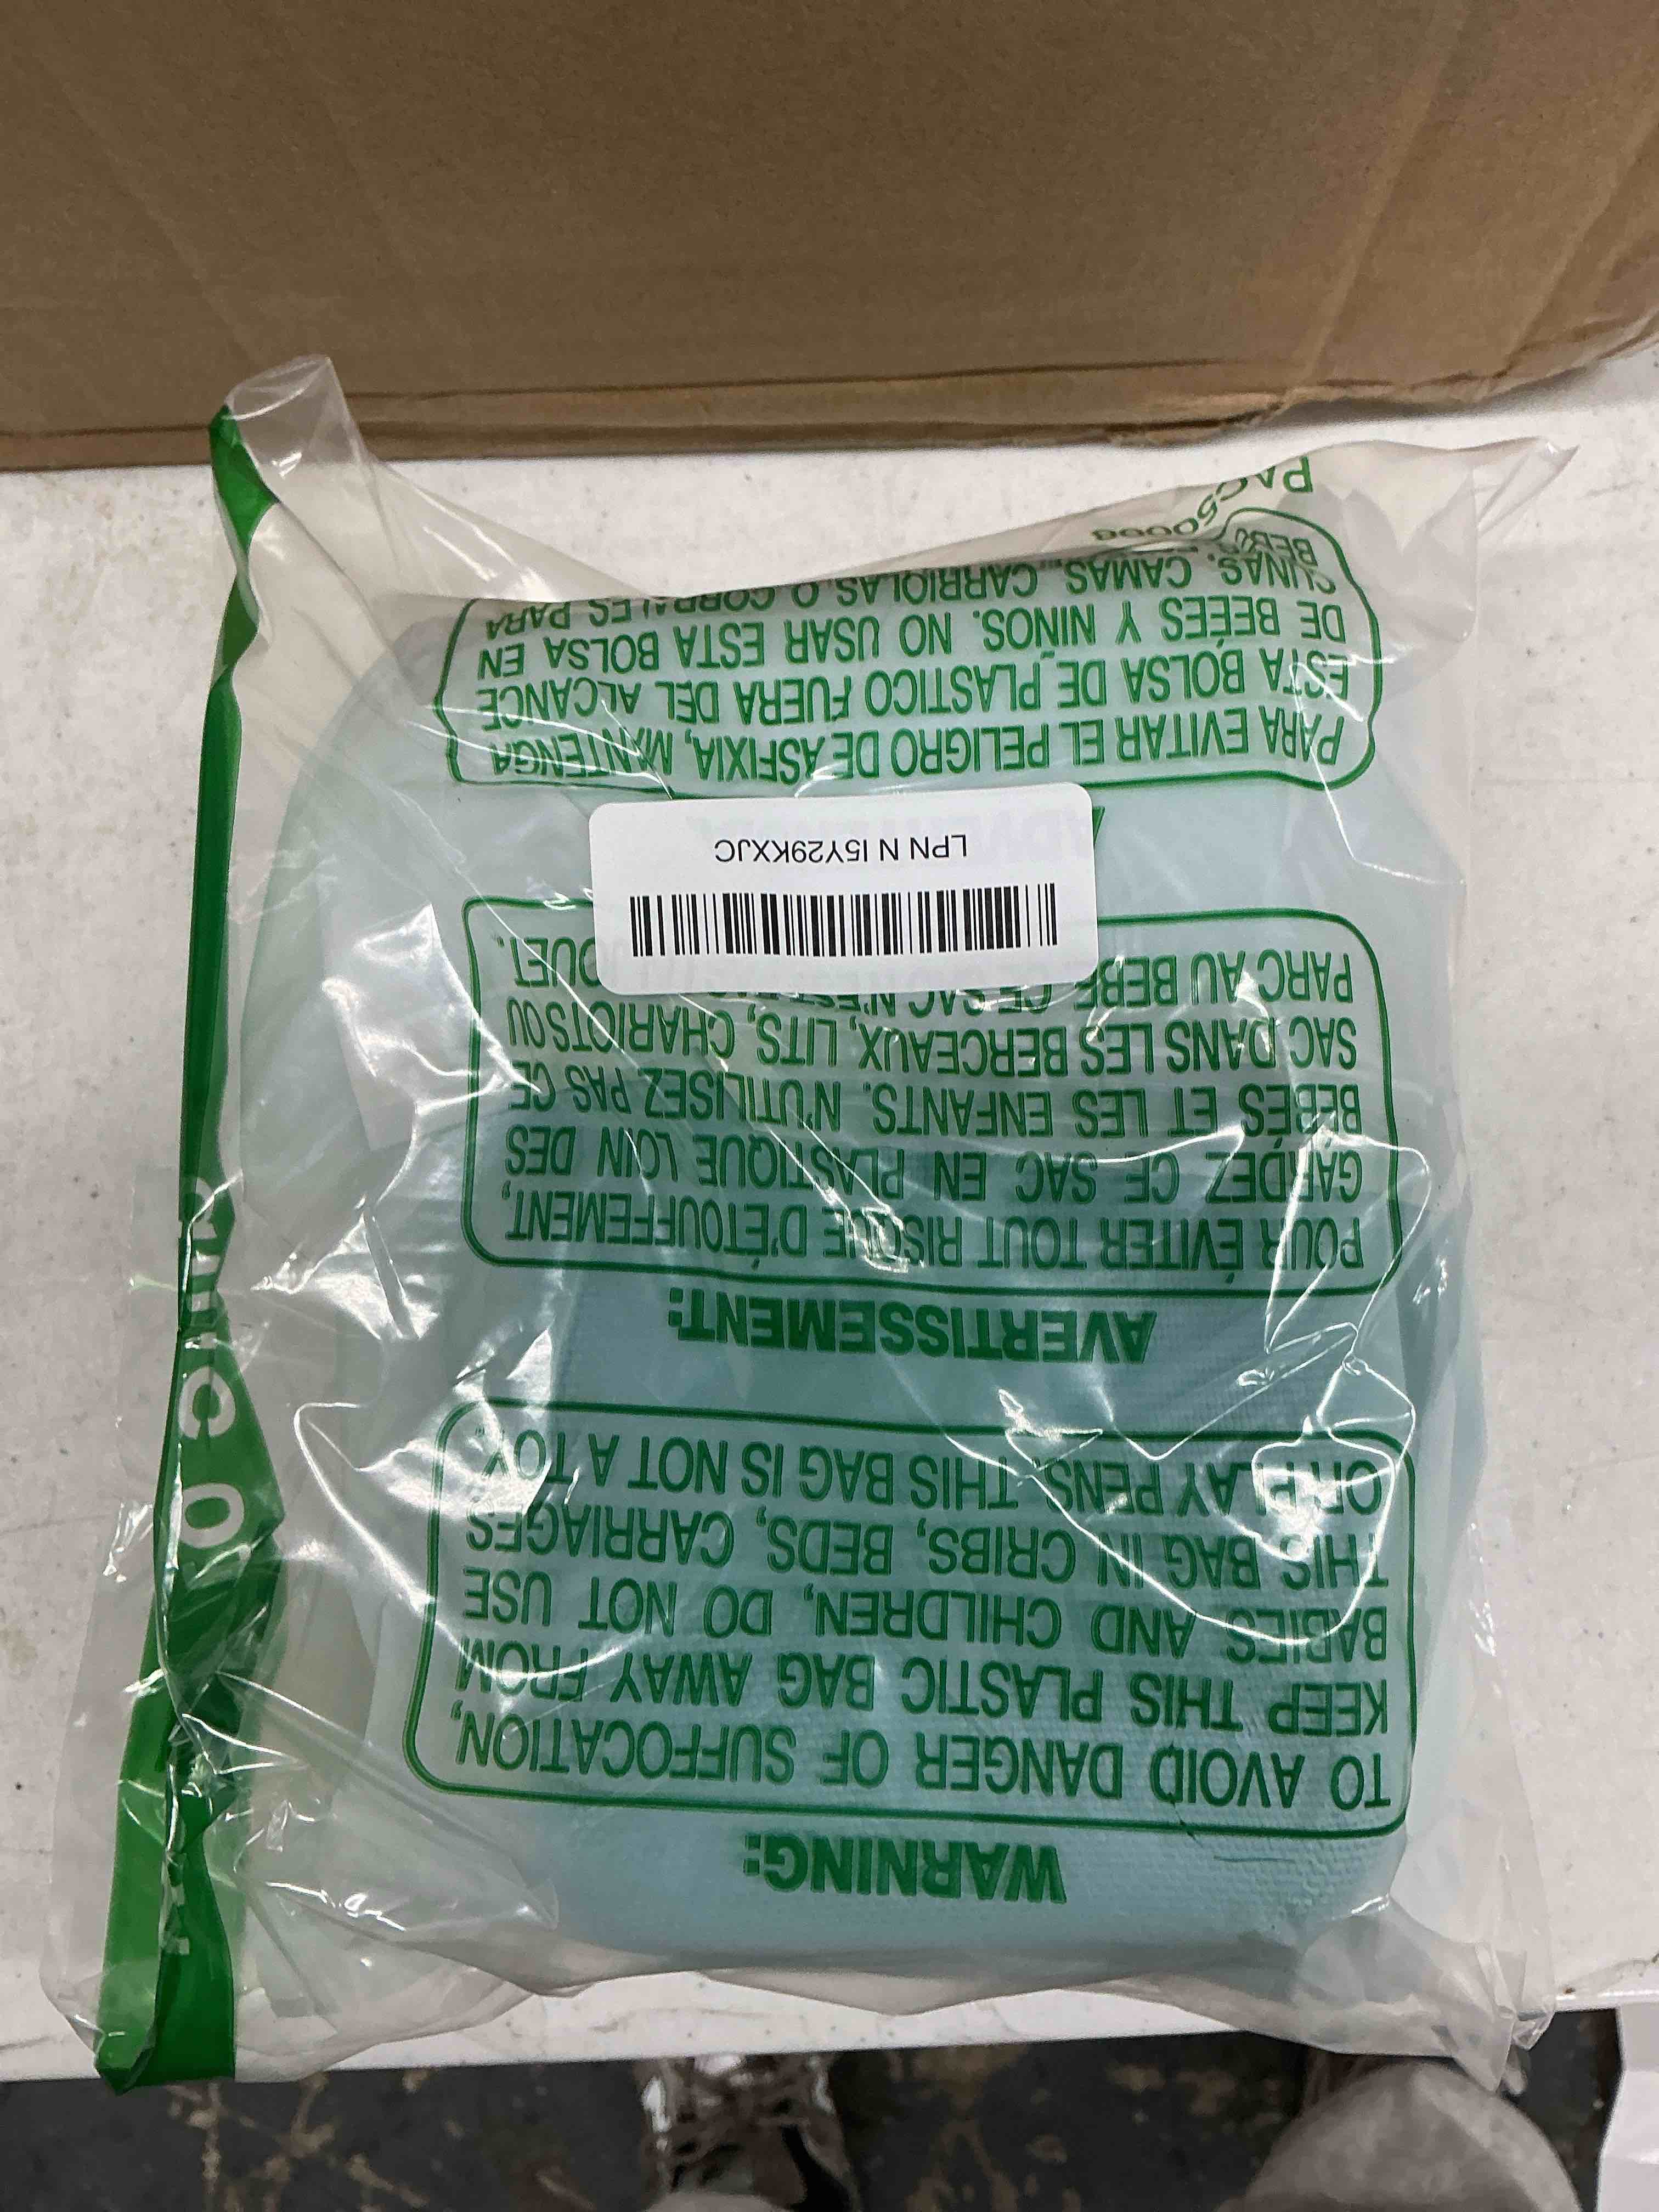 WARNING:
TO AVOID DANGER OF SUFFOCATION,
KEEP THIS PLASTIC BAG AWAY FROM
BABIES AND CHILDREN, DO NOT USE
THIS BAG IN CRIBS, BEDS, CARRIAGES
OR PLAY PENS. THIS BAG IS NOT A TOY.
AVERTISSEMENT:
POUR ÉVITER TOUT RISQUE D'ÉTOUFFEMENT,
GARDEZ CE SAC EN PLASTIQUE LOIN DES
BÉBÉS ET LES ENFANTS. N'UTILISEZ PAS CE
SAC DANS LES BERCEAUX, LITS, CHARIOTS OU
PARC AU BÉBÉ. CE SAC N'EST
LPN N I5Y29KXJC
PARA EVITAR EL PELIGRO DE ASFIXIA, MANTENGA
ESTA BOLSA DE PLASTICO FUERA DEL ALCANCE
DE BEBÉS Y NIÑOS. NO USAR ESTA BOLSA EN
CUNAS, CAMAS, CARRIOLAS O CORRALES PARA